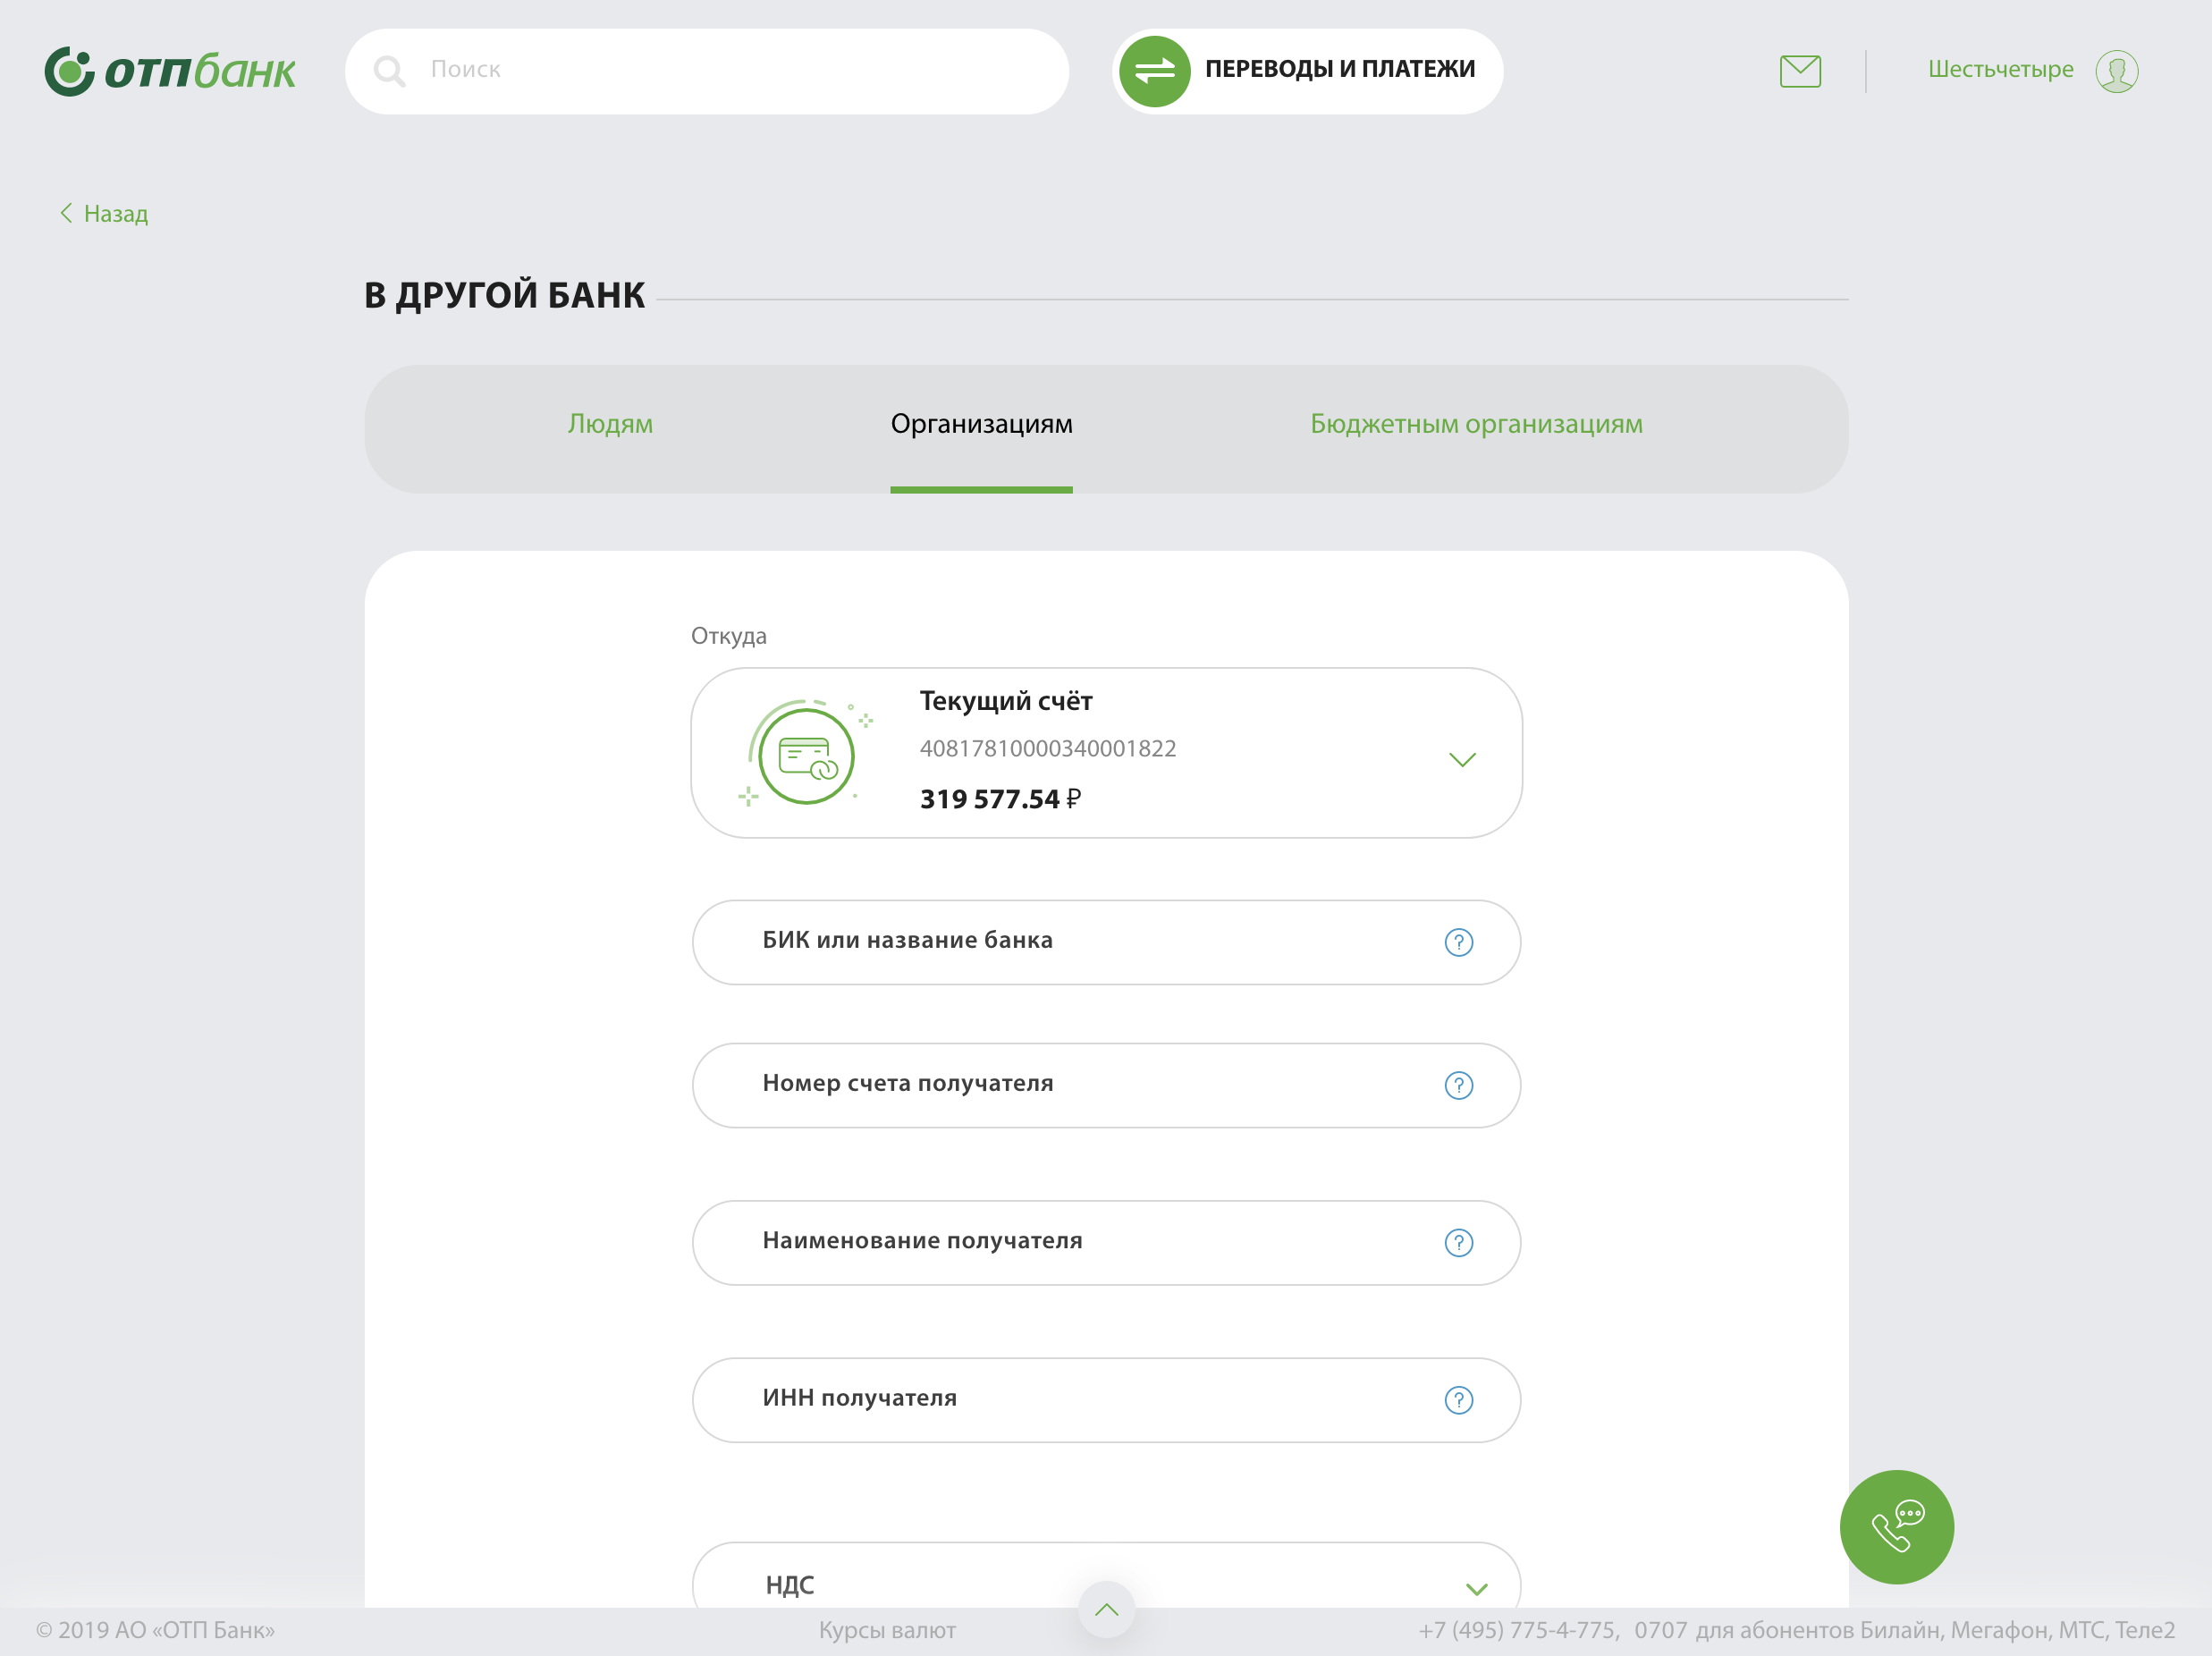 отпбанк
Поиск
ПЕРЕВОДЫ И ПЛАТЕЖИ
Шестьчетыре
Назад
В ДРУГОЙ БАНК
Людям
Организациям
Бюджетным организациям
Откуда
Текущий счёт
40817810000340001822
319 577.54 ₽
БИК или название банка
?
Номер счета получателя
?
Наименование получателя
?
ИНН получателя
?
НДС
© 2019 АО «ОТП Банк»
Курсы валют
+7 (495) 775-4-775, 0707 для абонентов Билайн, Мегафон, МТС, Теле2